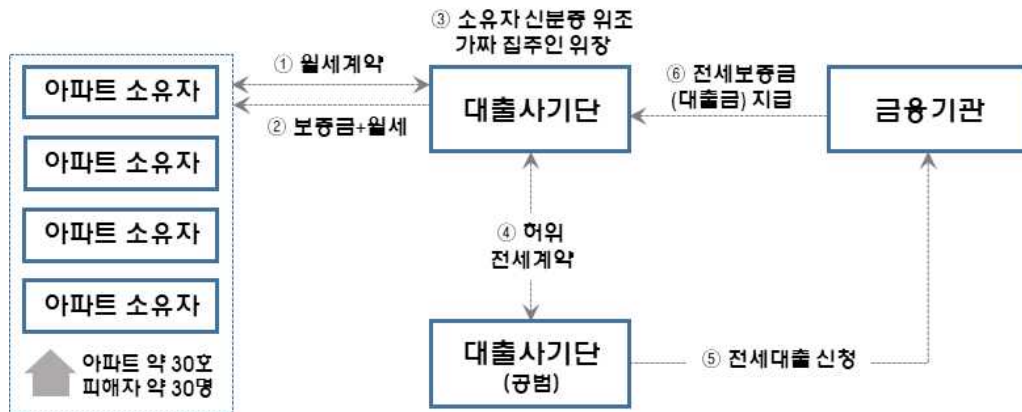 ③ 소유자 신분증 위조
가짜 집주인 위장
아파트 소유자
① 월세계약
② 보증금+월세
대출사기단
⑥ 전세보증금
(대출금) 지급
금융기관
아파트 소유자
아파트 소유자
④ 허위
전세계약
아파트 소유자
아파트 약 30호
피해자 약 30명
대출사기단
(공범)
⑤ 전세대출 신청